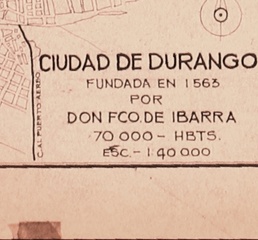 CIUDAD DE DURANGO
FUNDADA EN 1563
POR
DON FCO. DE IBARRA
70 000 - HBTS.
ESC. - 1:40 000
C. AL PUERTO AEREO